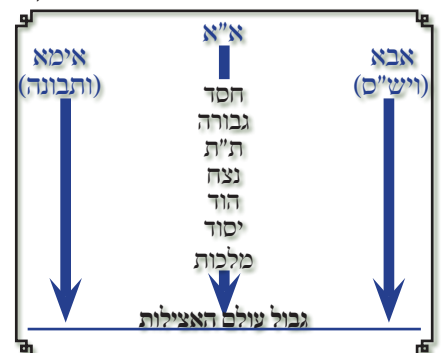 א"א
אבא
(ויש"ס)
אימא
(ותבונה)
חסד
גבורה
ת"ת
נצח
הוד
יסוד
מלכות
גבול עולם האצילות